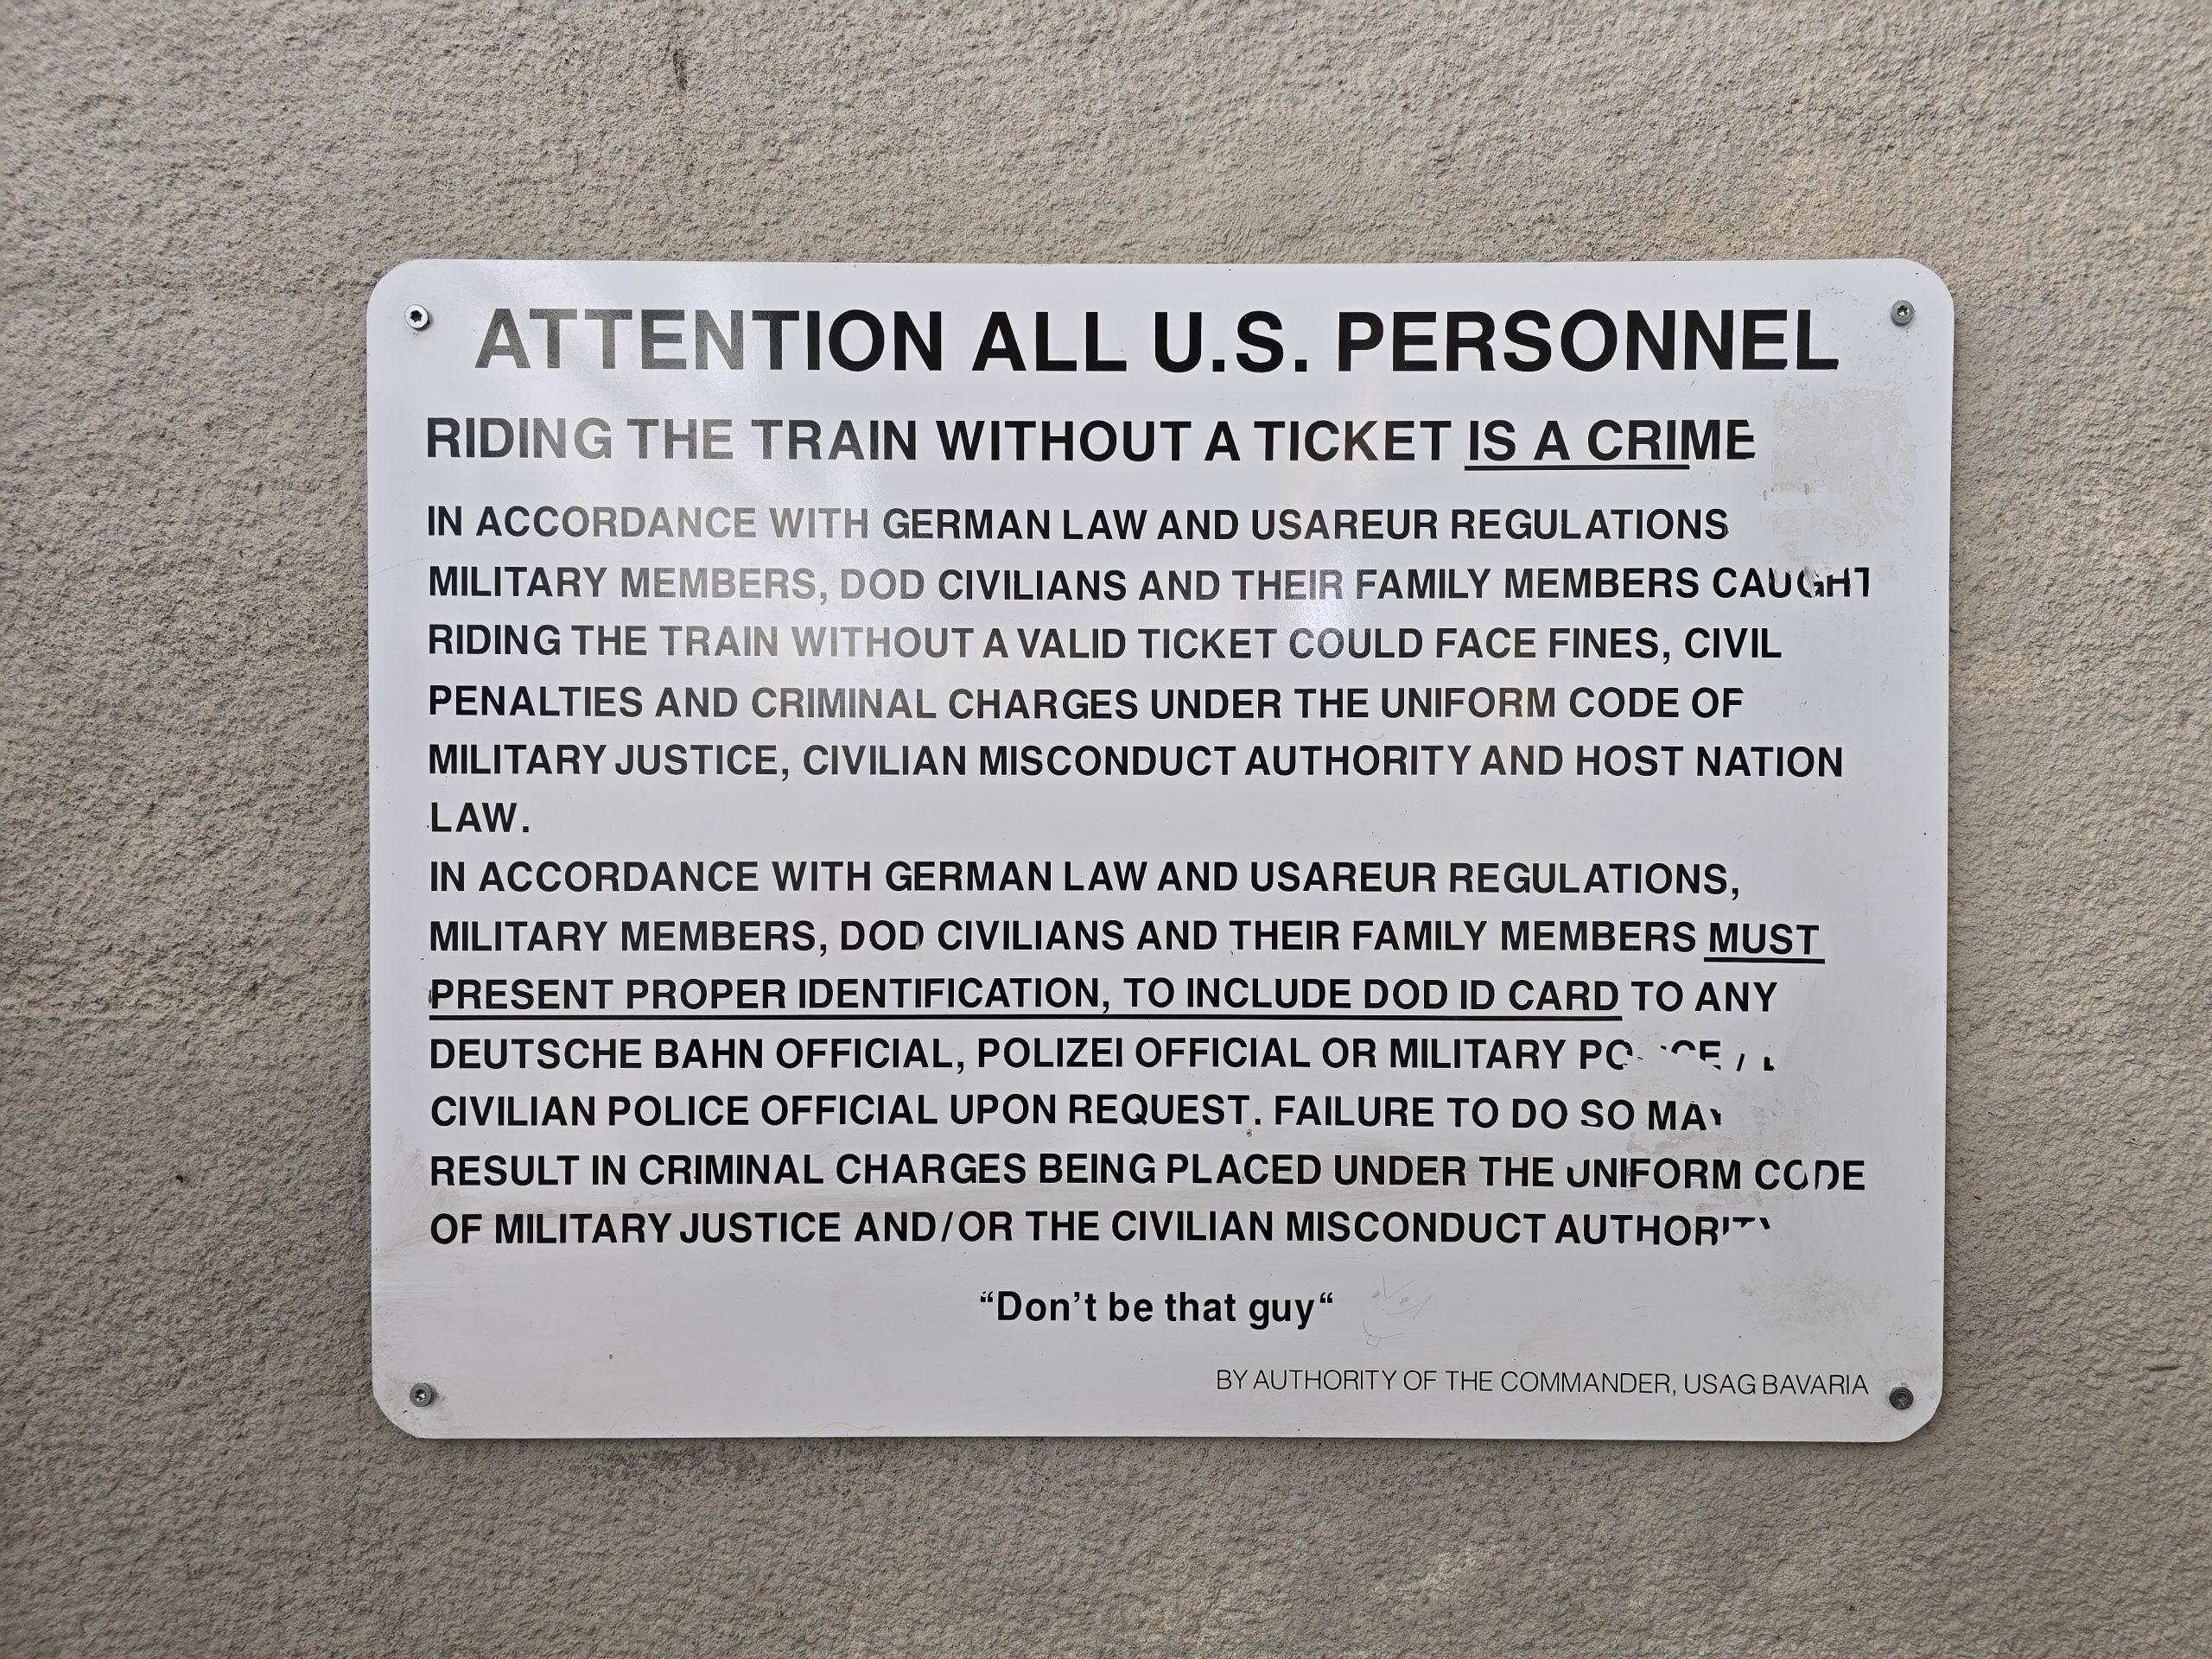 ATTENTION ALL U.S. PERSONNEL
RIDING THE TRAIN WITHOUT A TICKET IS A CRIME
IN ACCORDANCE WITH GERMAN LAW AND USAREUR REGULATIONS
MILITARY MEMBERS, DOD CIVILIANS AND THEIR FAMILY MEMBERS CAUGHT
RIDING THE TRAIN WITHOUT A VALID TICKET COULD FACE FINES, CIVIL
PENALTIES AND CRIMINAL CHARGES UNDER THE UNIFORM CODE OF
MILITARY JUSTICE, CIVILIAN MISCONDUCT AUTHORITY AND HOST NATION
LAW.
IN ACCORDANCE WITH GERMAN LAW AND USAREUR REGULATIONS,
MILITARY MEMBERS, DOD CIVILIANS AND THEIR FAMILY MEMBERS MUST
PRESENT PROPER IDENTIFICATION, TO INCLUDE DOD ID CARD TO ANY
DEUTSCHE BAHN OFFICIAL, POLIZEI OFFICIAL OR MILITARY POLICE /
CIVILIAN POLICE OFFICIAL UPON REQUEST. FAILURE TO DO SO MAY
RESULT IN CRIMINAL CHARGES BEING PLACED UNDER THE UNIFORM CODE
OF MILITARY JUSTICE AND/OR THE CIVILIAN MISCONDUCT AUTHORITY
“Don't be that guy“
BY AUTHORITY OF THE COMMANDER, USAG BAVARIA